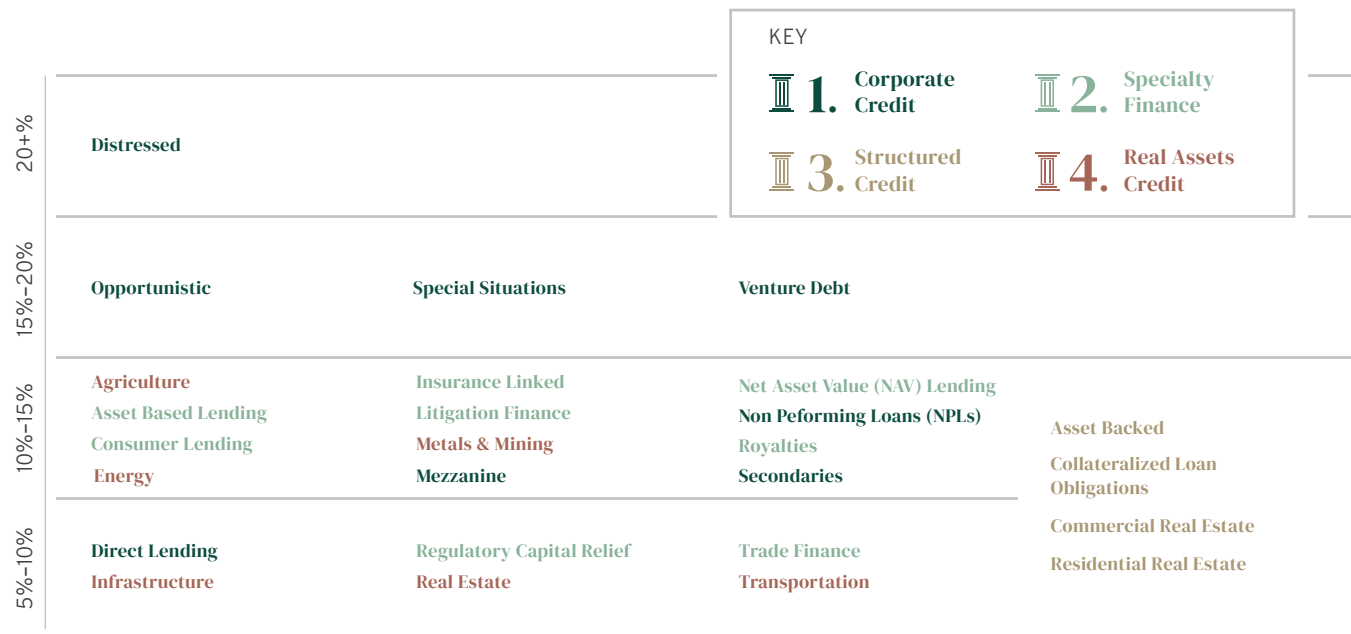 KEY
1. Corporate
Credit
2. Specialty
Finance
3. Structured
Credit
4. Real Assets
Credit
20+%
Distressed
15%–20%
Opportunistic
Special Situations
Venture Debt
10%–15%
Agriculture
Asset Based Lending
Consumer Lending
Energy
Insurance Linked
Litigation Finance
Metals & Mining
Mezzanine
Net Asset Value (NAV) Lending
Non Peforming Loans (NPLs)
Royalties
Secondaries
Asset Backed
Collateralized Loan
Obligations
Commercial Real Estate
Residential Real Estate
5%–10%
Direct Lending
Infrastructure
Regulatory Capital Relief
Real Estate
Trade Finance
Transportation